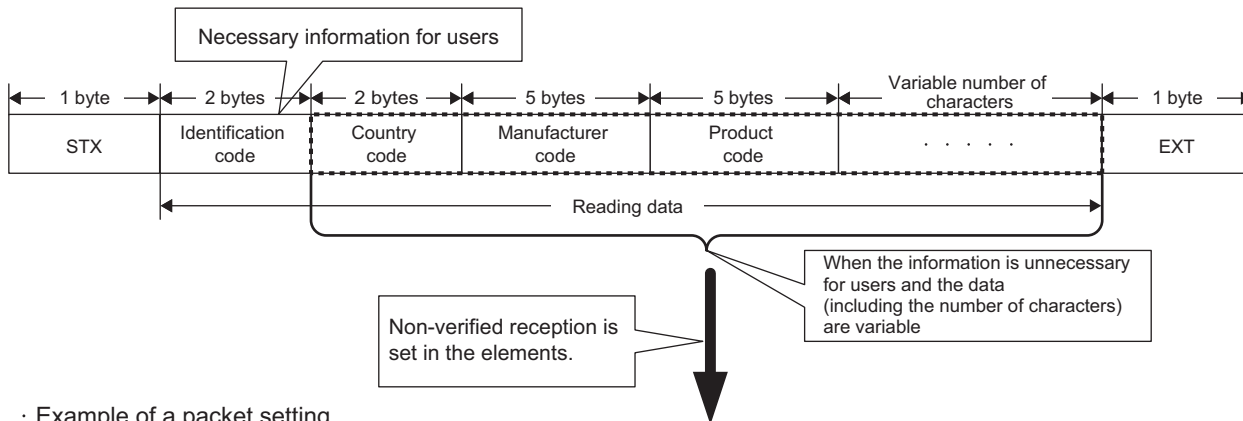 Necessary information for users
1 byte
2 bytes
2 bytes
5 bytes
5 bytes
Variable number of
characters
1 byte
STX
Identification
code
Country
code
Manufacturer
code
Product
code
· · · · ·
EXT
Reading data
When the information is unnecessary
for users and the data
(including the number of characters)
are variable
Non-verified reception is
set in the elements.
· Example of a packet setting